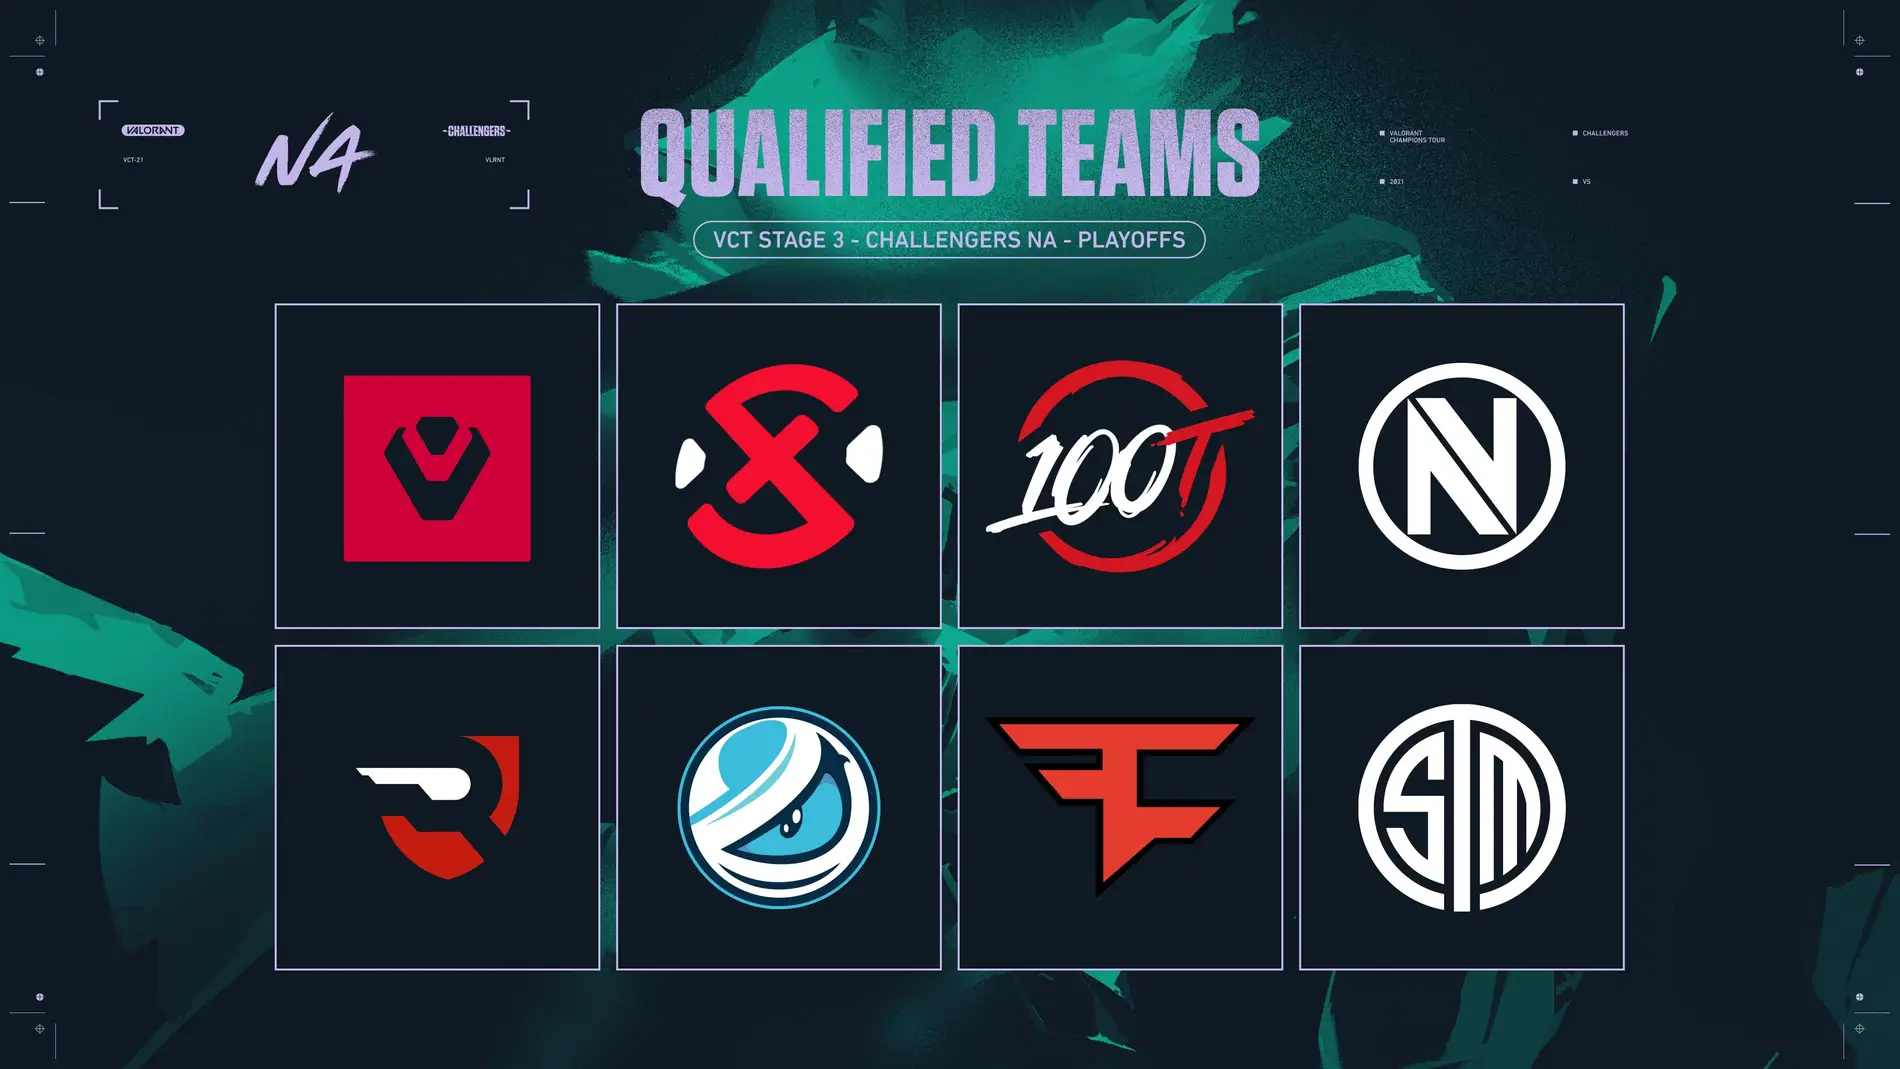 VALORANT
-CHALLENGERS-
VCT-21
NA
VLRNT
QUALIFIED TEAMS
VCT STAGE 3 - CHALLENGERS NA - PLAYOFFS
VALORANT
CHAMPIONS TOUR
CHALLENGERS
2021
VS
100T
N
TSM